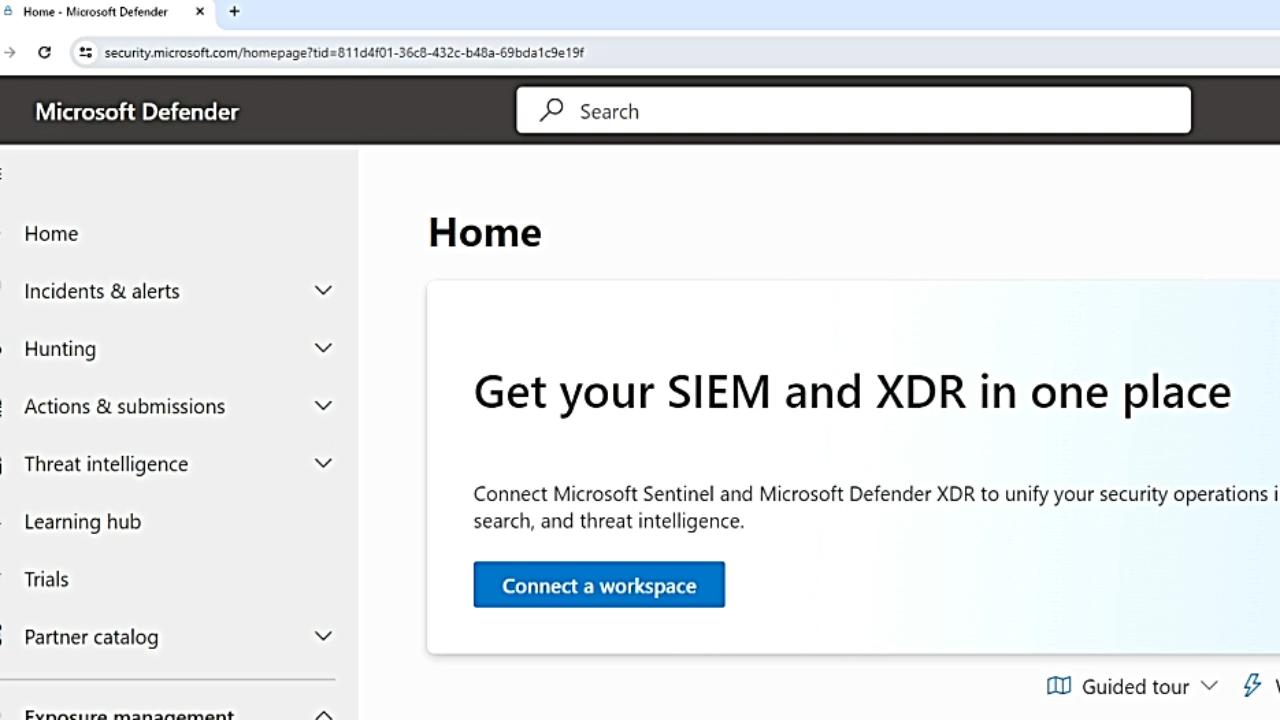 Home - Microsoft Defender
security.microsoft.com/homepage?tid=811d4f01-36c8-432c-b48a-69bda1c9e19f
Microsoft Defender
Search
Home
Incidents & alerts
Hunting
Actions & submissions
Threat intelligence
Learning hub
Trials
Partner catalog
Exposure management
Home
Get your SIEM and XDR in one place
Connect Microsoft Sentinel and Microsoft Defender XDR to unify your security operations
search, and threat intelligence.
Connect a workspace
Guided tour